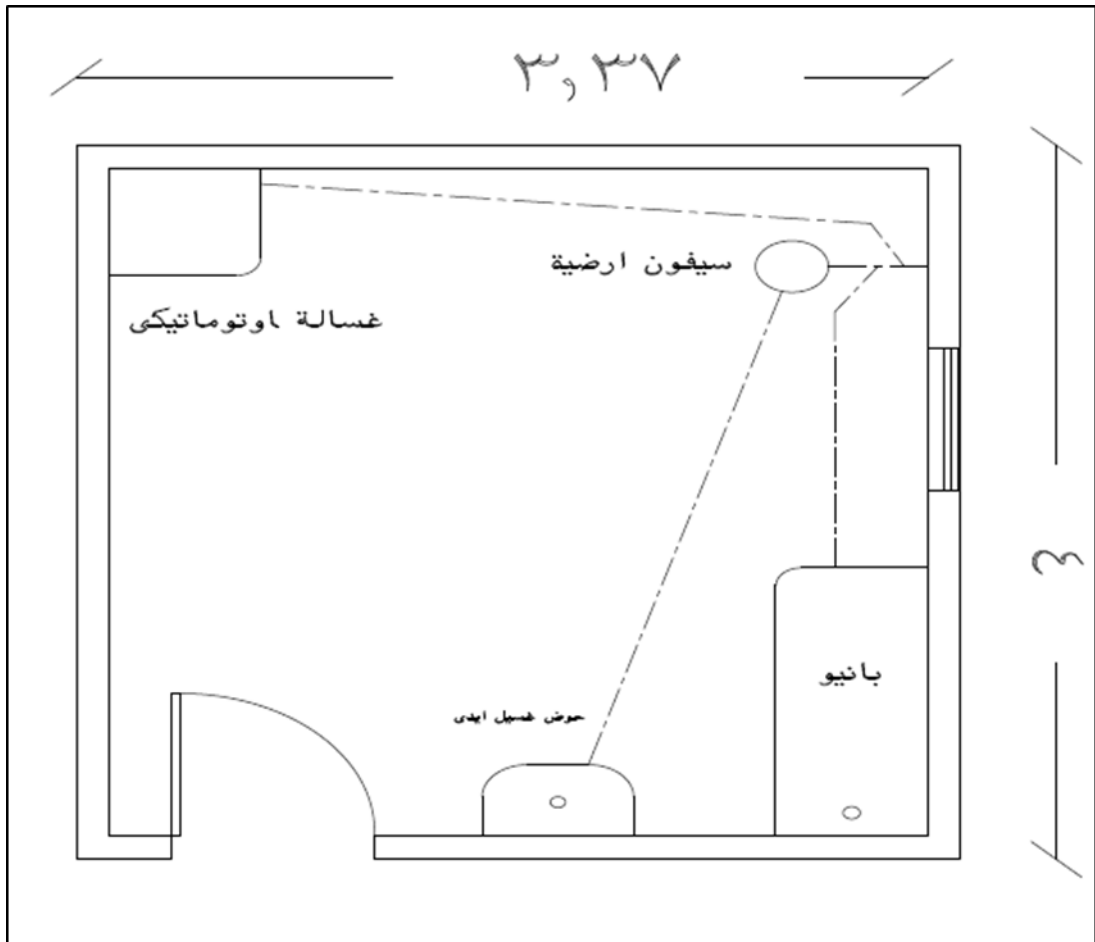 ٣,٣٧
سيفون ارضية
غسالة اوتوماتيكى
٣
بانيو
حوض غسيل ايدى